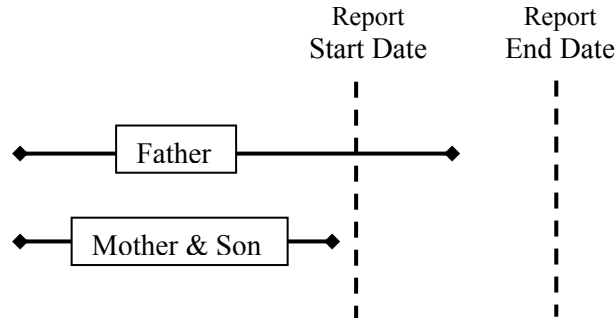 Report
Start Date
Report
End Date
Father
Mother & Son